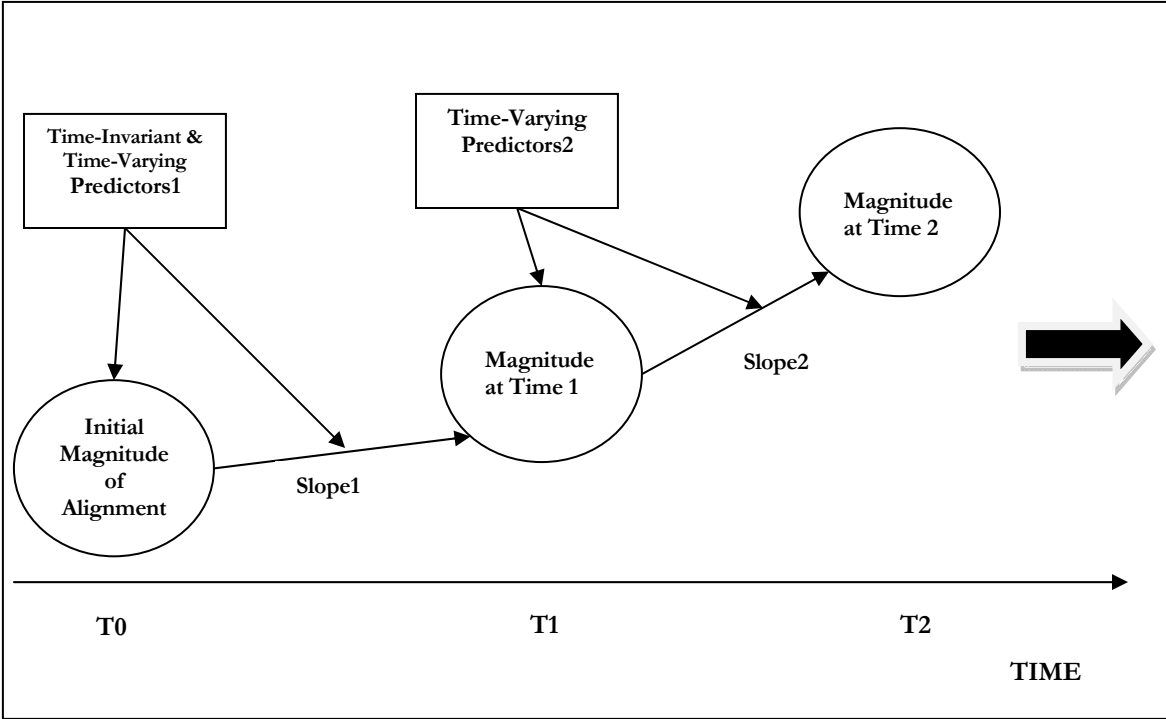 Time-Invariant &
Time-Varying
Predictors1
Time-Varying
Predictors2
Magnitude
at Time 2
Magnitude
at Time 1
Slope2
Initial
Magnitude
of
Alignment
Slope1
T0
T1
T2
TIME